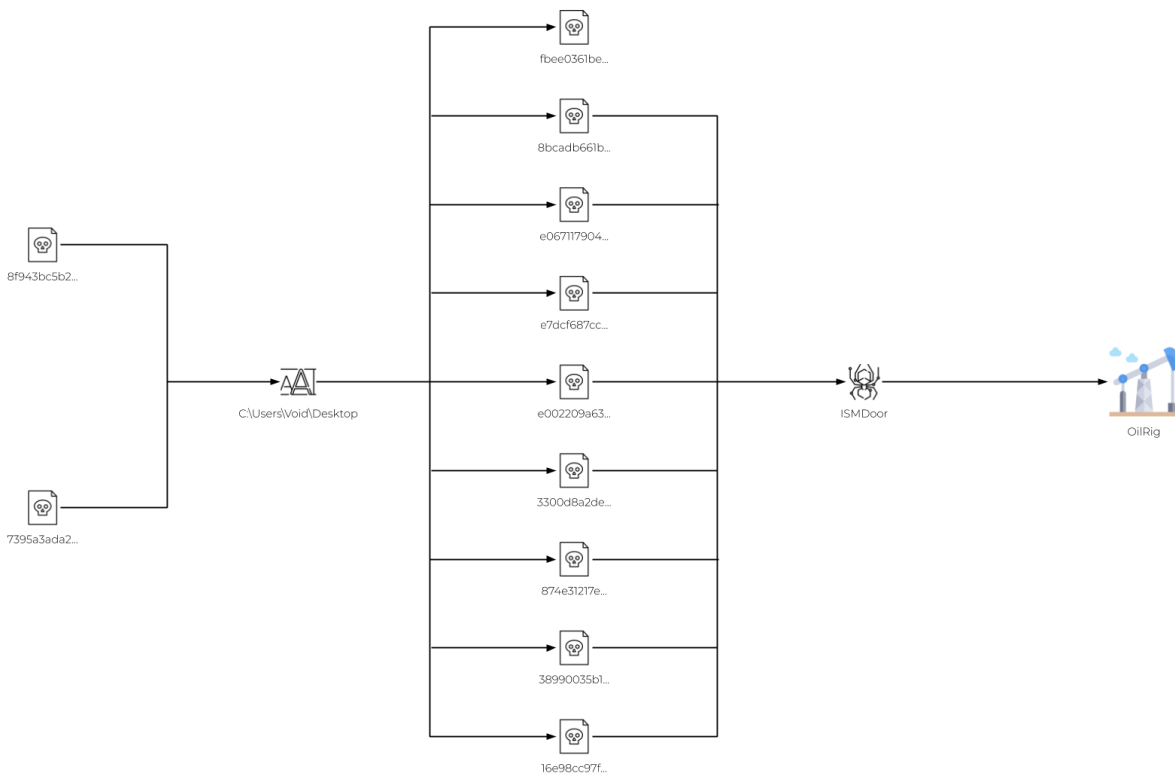 fbee0361be...
8bcadb661b...
e067117904...
8f943bc5b2...
e7dcf687cc...
C:\Users\Void\Desktop
e002209a63...
ISMDoor
OilRig
3300d8a2de...
7395a3ada2...
874e31217e...
38990035b1...
16e98cc97f...